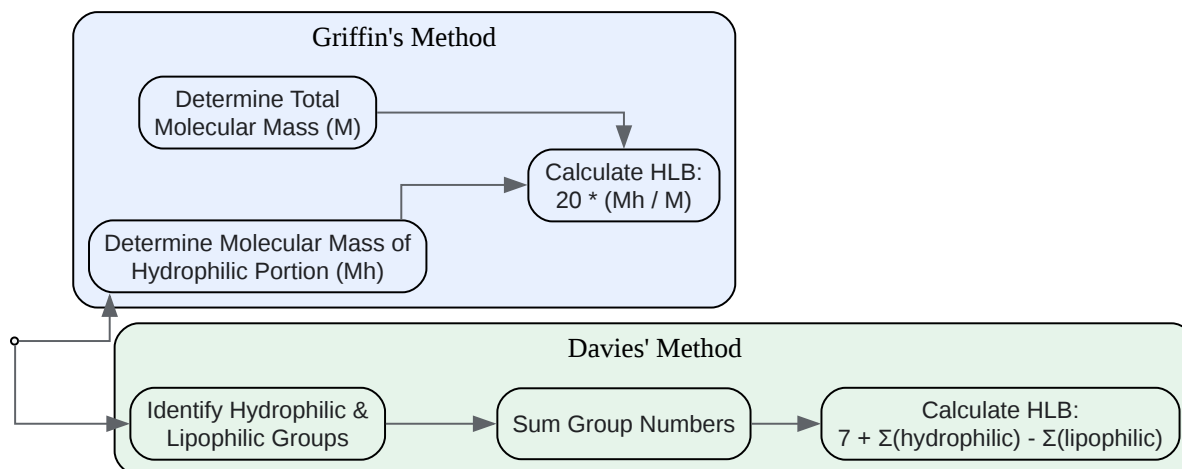 Griffin's Method
Determine Total
Molecular Mass (M)
Calculate HLB:
20 * (Mh / M)
Determine Molecular Mass of
Hydrophilic Portion (Mh)
Davies' Method
Identify Hydrophilic &
Lipophilic Groups
Sum Group Numbers
Calculate HLB:
7 + Σ(hydrophilic) - Σ(lipophilic)